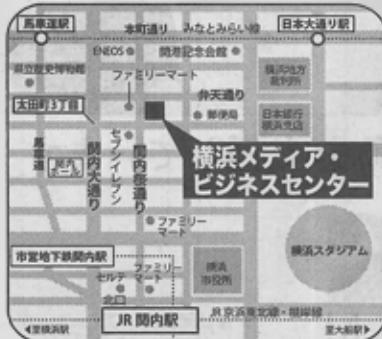 馬車道駅
本町通り
みなとみらい線
日本大通り駅
ENEOS
開港記念会館
県立歴史博物館
ファミリーマート
横浜地方
裁判所
太田町3丁目
弁天通り
郵便局
日本銀行
横浜支店
馬車道
関内
ホール
関内大通り
セブンイレブン
関内桜通り
横浜メディア・
ビジネスセンター
ファミリー
マート
市営地下鉄関内駅
セルテ
ファミリー
マート
北口
横浜
市役所
横浜スタジアム
JR関内駅
JR京浜東北線・根岸線
至横浜駅
至大船駅